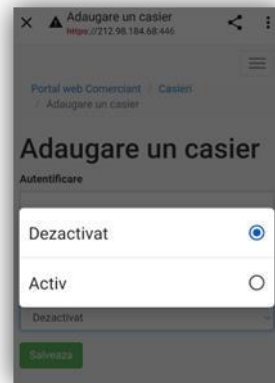 Adaugare un casier
https://212.98.184.68:446
Portal web Comerciant / Casieri
/ Adaugare un casier
Adaugare un casier
Autentificare
Dezactivat
Activ
Dezactivat
Salveaza